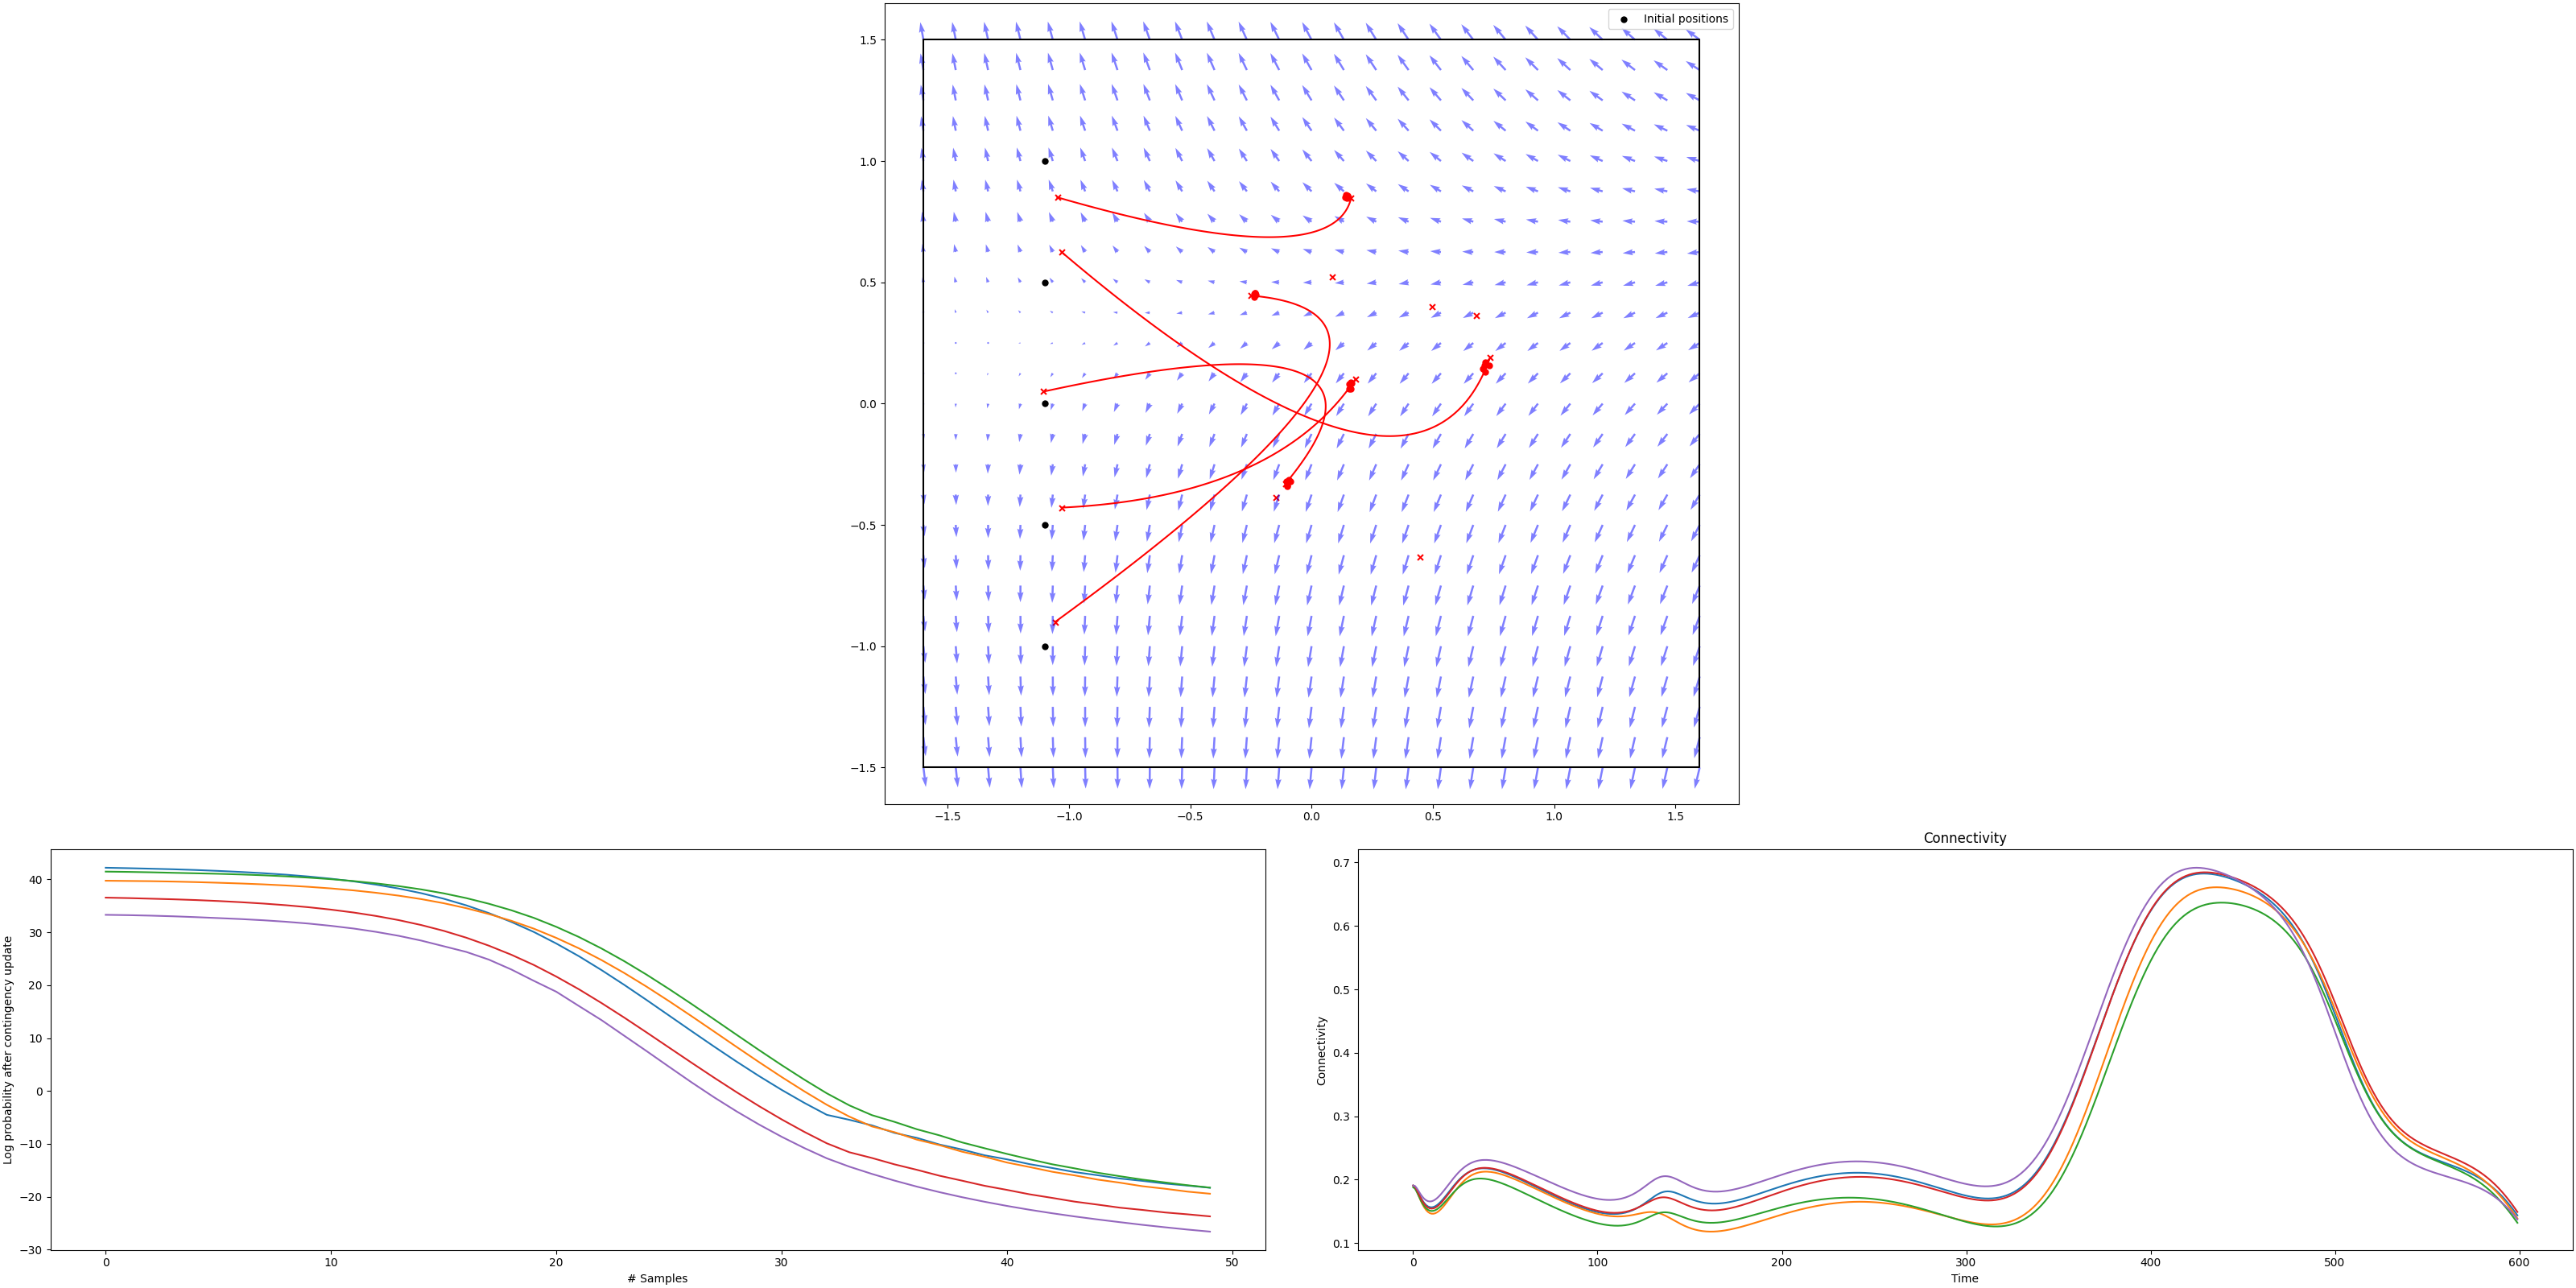 Initial positions
1.5
1.0
0.5
0.0
−0.5
−1.0
−1.5
−1.5 −1.0 −0.5 0.0 0.5 1.0 1.5
Log probability after contingency update
40
30
20
10
0
−10
−20
−30
0 10 20 30 40 50
# Samples
Connectivity
Connectivity
0.7
0.6
0.5
0.4
0.3
0.2
0.1
0 100 200 300 400 500 600
Time